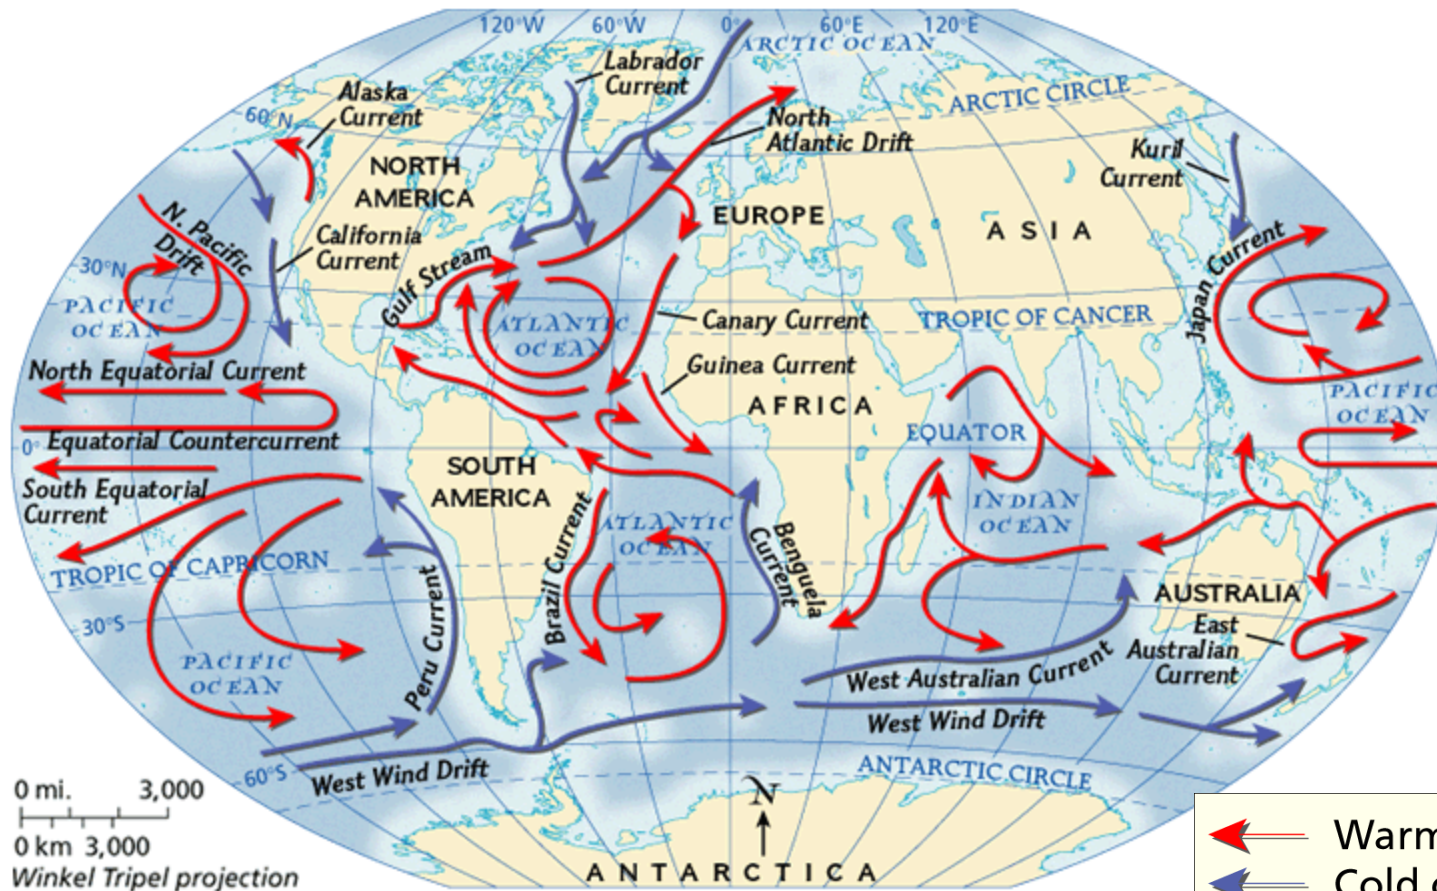 120°W
60°W
0°
60°E
120°E
ARCTIC OCEAN
Labrador
Current
Alaska
Current
ARCTIC CIRCLE
60°N
North
Atlantic Drift
NORTH
AMERICA
Kuril
Current
EUROPE
ASIA
N. Pacific
Drift
California
Current
Gulf Stream
Japan Current
30°N
PACIFIC
OCEAN
ATLANTIC
OCEAN
Canary Current
TROPIC OF CANCER
Guinea Current
North Equatorial Current
AFRICA
PACIFIC
OCEAN
EQUATOR
0°
Equatorial Countercurrent
SOUTH
AMERICA
South Equatorial
Current
INDIAN
OCEAN
ATLANTIC
OCEAN
Brazil Current
Benguela
Current
TROPIC OF CAPRICORN
Peru Current
AUSTRALIA
30°S
East
Australian
Current
PACIFIC
OCEAN
West Australian Current
West Wind Drift
60°S
West Wind Drift
ANTARCTIC CIRCLE
N
0 mi. 3,000
0 km 3,000
Winkel Tripel projection
ANTARCTICA
Warm
Cold